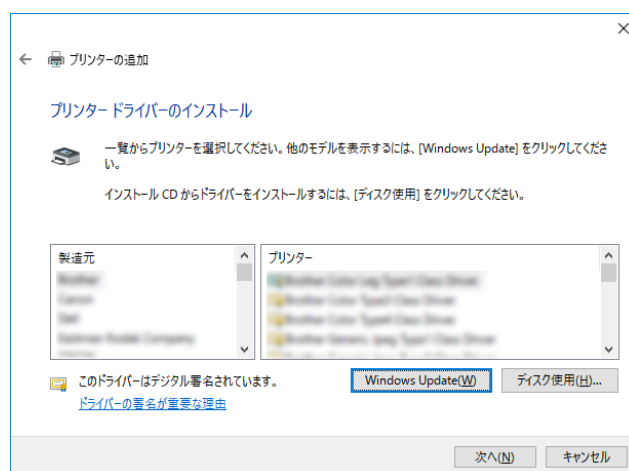 プリンターの追加
プリンター ドライバーのインストール
一覧からプリンターを選択してください。他のモデルを表示するには、[Windows Update] をクリックしてくださ
い。
インストール CD からドライバーをインストールするには、[ディスク使用] をクリックしてください。
製造元
プリンター
Brother
Canon
Dell
Eastman Kodak Company
このドライバーはデジタル署名されています。
Windows Update(W)
ディスク使用(H)...
ドライバーの署名が重要な理由
次へ(N)
キャンセル